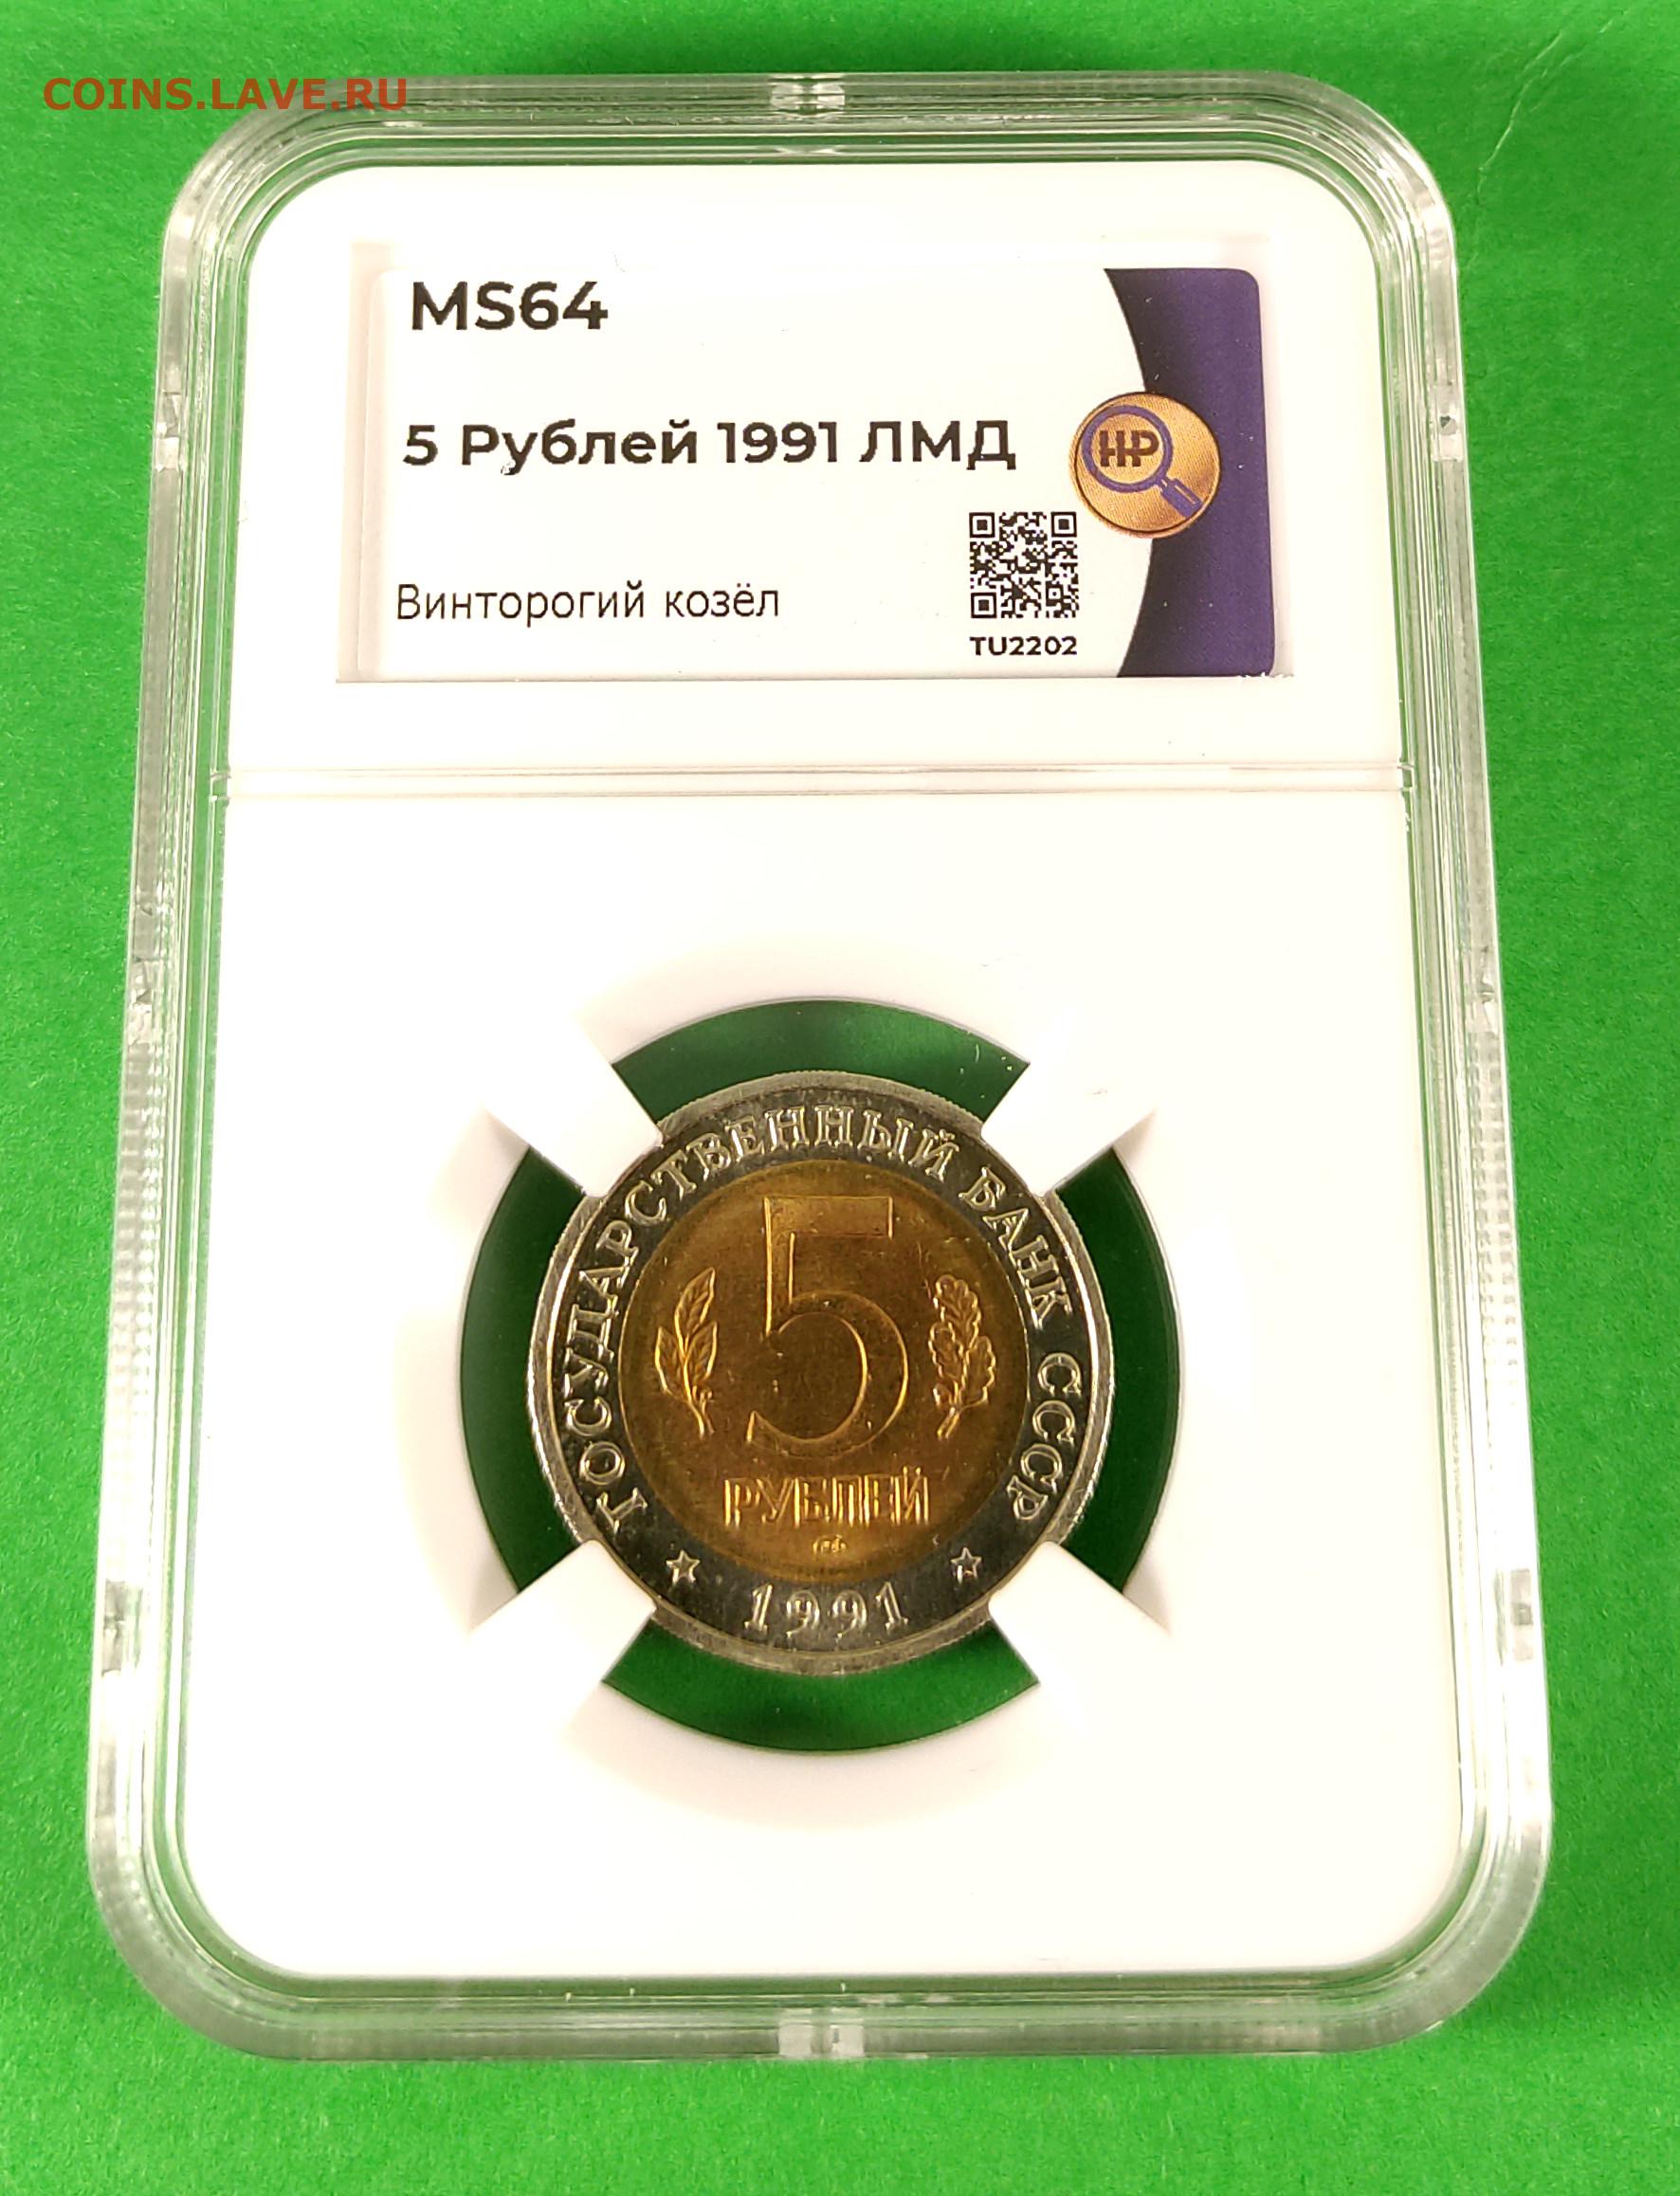 COINS.LAVE.RU
MS64
5 Рублей 1991 ЛМД
НР
Винторогий козёл
TU2202
ГОСУДАРСТВЕННЫЙ БАНК СССР
5
РУБЛЕЙ
1991